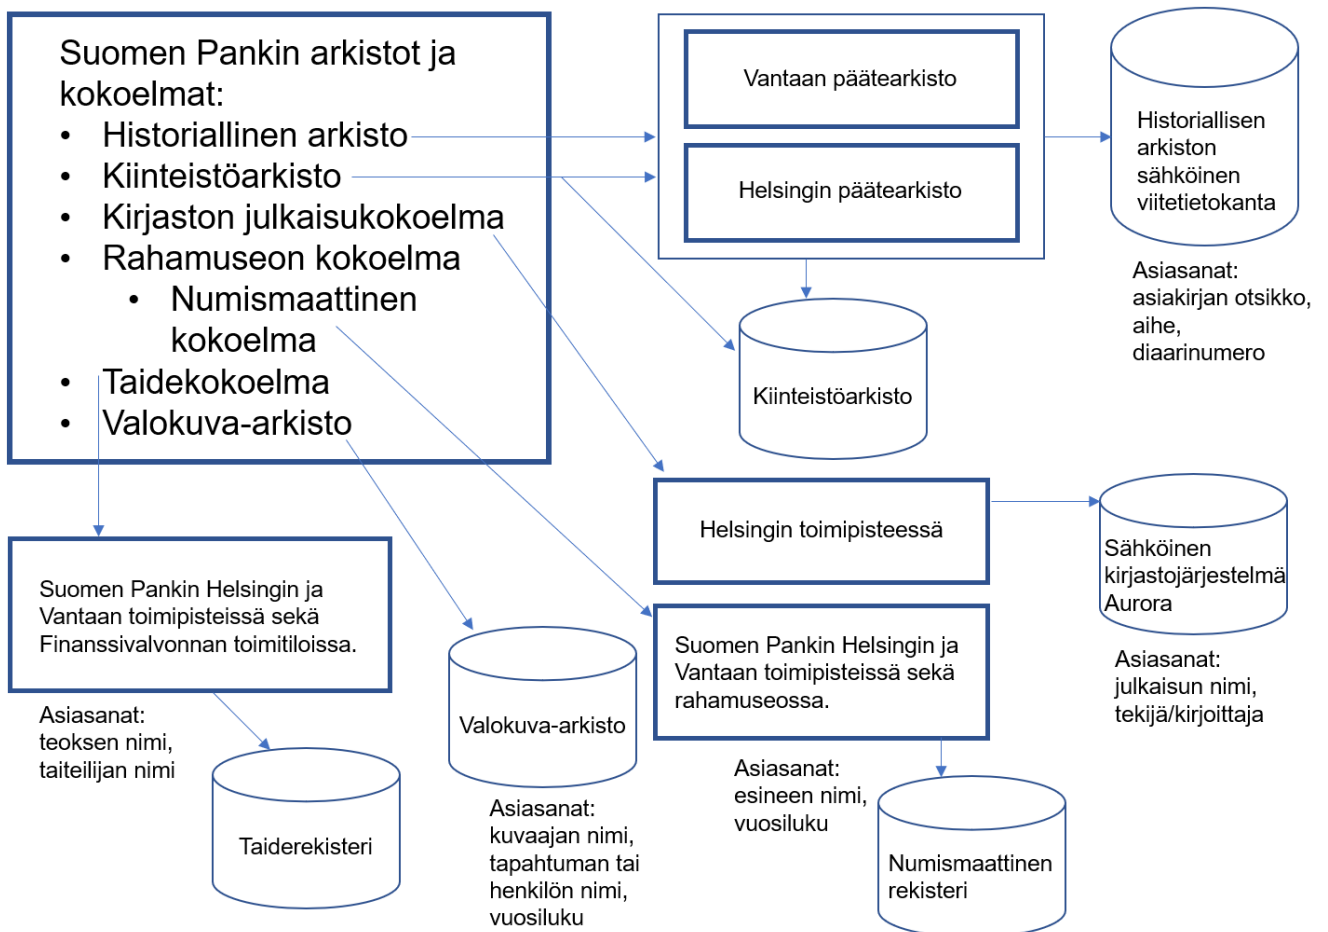 Suomen Pankin arkistot ja
kokoelmat:
• Historiallinen arkisto
• Kiinteistöarkisto
• Kirjaston julkaisukokoelma
• Rahamuseon kokoelma
• Numismaattinen
kokoelma
• Taidekokoelma
• Valokuva-arkisto
Vantaan päätearkisto
Helsingin päätearkisto
Historiallisen
arkiston
sähköinen
viitetietokanta
Asiasanat:
asiakirjan otsikko,
aihe,
diaarinumero
Kiinteistöarkisto
Helsingin toimipisteessä
Sähköinen
kirjastojärjestelmä
Aurora
Asiasanat:
julkaisun nimi,
tekijä/kirjoittaja
Suomen Pankin Helsingin ja
Vantaan toimipisteissä sekä
Finanssivalvonnan toimitiloissa.
Asiasanat:
teoksen nimi,
taiteilijan nimi
Taiderekisteri
Valokuva-arkisto
Asiasanat:
kuvaajan nimi,
tapahtuman tai
henkilön nimi,
vuosiluku
Suomen Pankin Helsingin ja
Vantaan toimipisteissä sekä
rahamuseossa.
Asiasanat:
esineen nimi,
vuosiluku
Numismaattinen
rekisteri